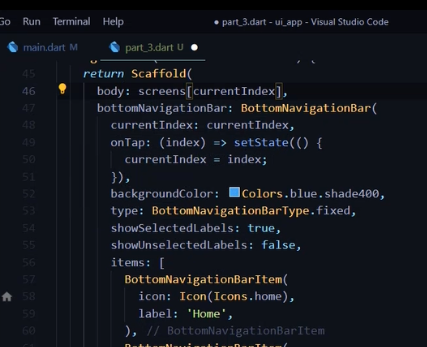 Go Run Terminal Help part_3.dart - ui_app - Visual Studio Code
main.dart M part_3.dart U
45 return Scaffold(
46 body: screens[currentIndex],
47 bottomNavigationBar: BottomNavigationBar(
48 currentIndex: currentIndex,
49 onTap: (index) => setState(() {
50 currentIndex = index;
51 }),
52 backgroundColor: Colors.blue.shade400,
53 type: BottomNavigationBarType.fixed,
54 showSelectedLabels: true,
55 showUnselectedLabels: false,
56 items: [
57 BottomNavigationBarItem(
58 icon: Icon(Icons.home),
59 label: 'Home',
60 ), // BottomNavigationBarItem
BottomNavigationBarItem(